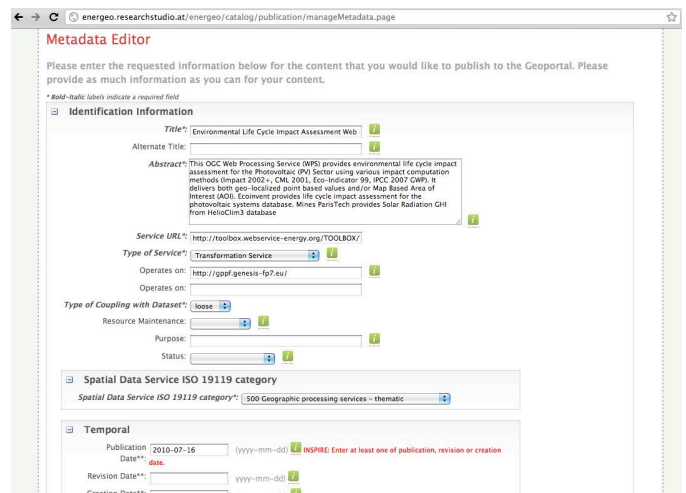 energeo.researchstudio.at/energeo/catalog/publication/manageMetadata.page
Metadata Editor
Please enter the requested information below for the content that you would like to publish to the Geoportal. Please
provide as much information as you can for your content.
* Bold-Italic labels indicate a required field
Identification Information
Title*: Environmental Life Cycle Impact Assessment Web
Alternate Title:
Abstract*: This OGC Web Processing Service (WPS) provides environmental life cycle impact
assessment for the Photovoltaic (PV) Sector using various impact computation
methods (Impact 2002+, CML 2001, Eco-Indicator 99, IPCC 2007 GWP). It
delivers both geo-localized point based values and/or Map Based Area of
Interest (AOI). Ecoinvent provides life cycle impact assessment for the
photovoltaic systems database. Mines ParisTech provides Solar Radiation GHI
from HelioClim3 database
Service URL*: http://toolbox.webservice-energy.org/TOOLBOX/
Type of Service*: Transformation Service
Operates on: http://gppf.genesis-fp7.eu/
Operates on:
Type of Coupling with Dataset*: loose
Resource Maintenance:
Purpose:
Status:
Spatial Data Service ISO 19119 category
Spatial Data Service ISO 19119 category*: 500 Geographic processing services - thematic
Temporal
Publication 2010-07-16 (yyyy-mm-dd) i INSPIRE: Enter at least one of publication, revision or creation
Date**: date.
Revision Date**: yyyy-mm-dd) i
Creation Date**: